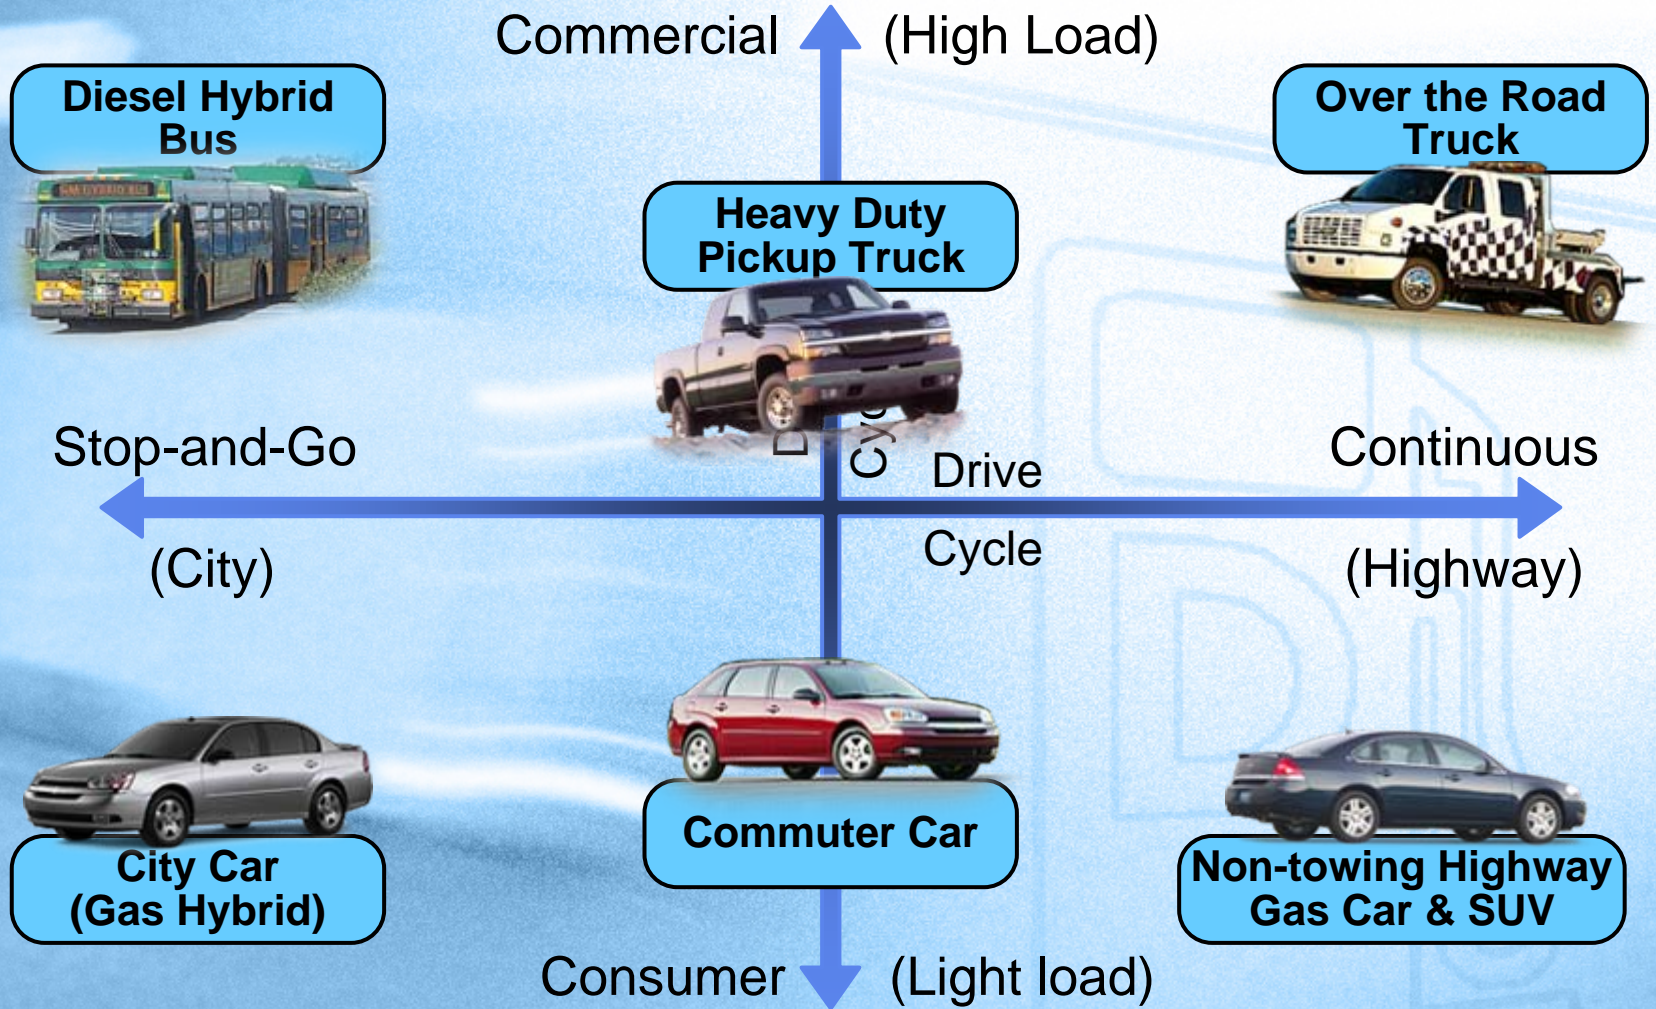 Commercial (High Load)
Diesel Hybrid
Bus
Over the Road
Truck
Heavy Duty
Pickup Truck
Stop-and-Go
Continuous
Drive
Cycle
(City)
(Highway)
City Car
(Gas Hybrid)
Commuter Car
Non-towing Highway
Gas Car & SUV
Consumer (Light load)